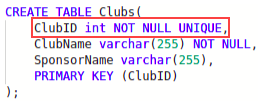 CREATE TABLE Clubs(
ClubID int NOT NULL UNIQUE,
ClubName varchar(255) NOT NULL,
SponsorName varchar(255),
PRIMARY KEY (ClubID)
);